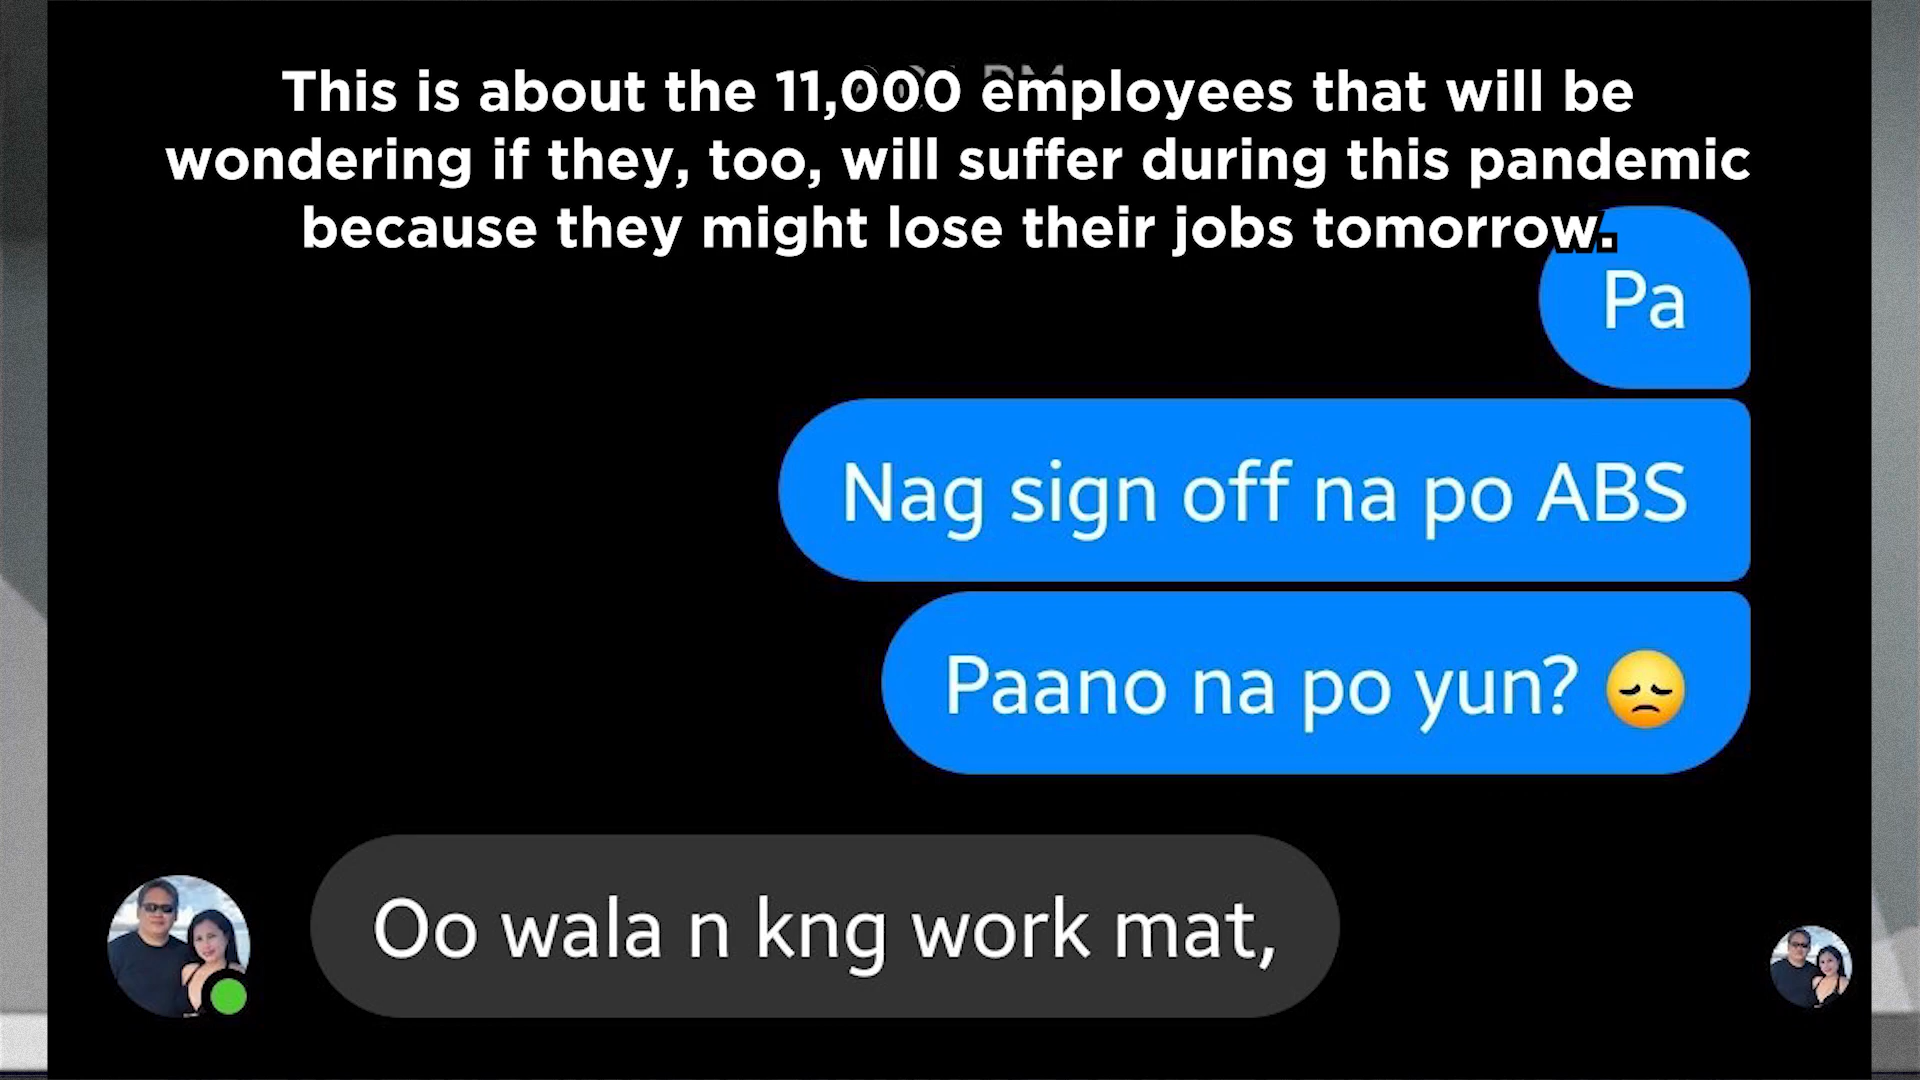 This is about the 11,000 employees that will be
wondering if they, too, will suffer during this pandemic
because they might lose their jobs tomorrow.
Pa
Nag sign off na po ABS
Paano na po yun? 😞
Oo wala n kng work mat,